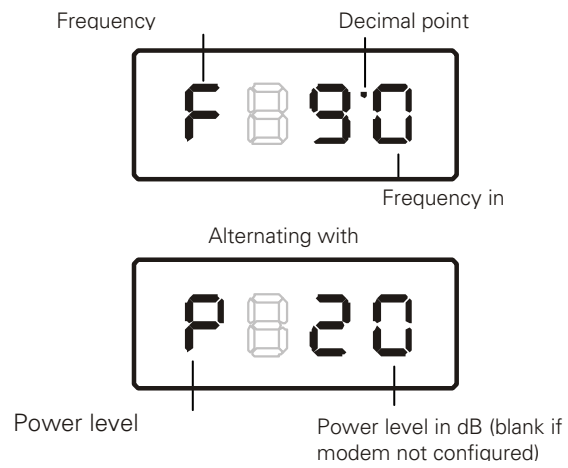 Frequency
Decimal point
F 9.0
Frequency in
Alternating with
P 20
Power level
Power level in dB (blank if
modem not configured)